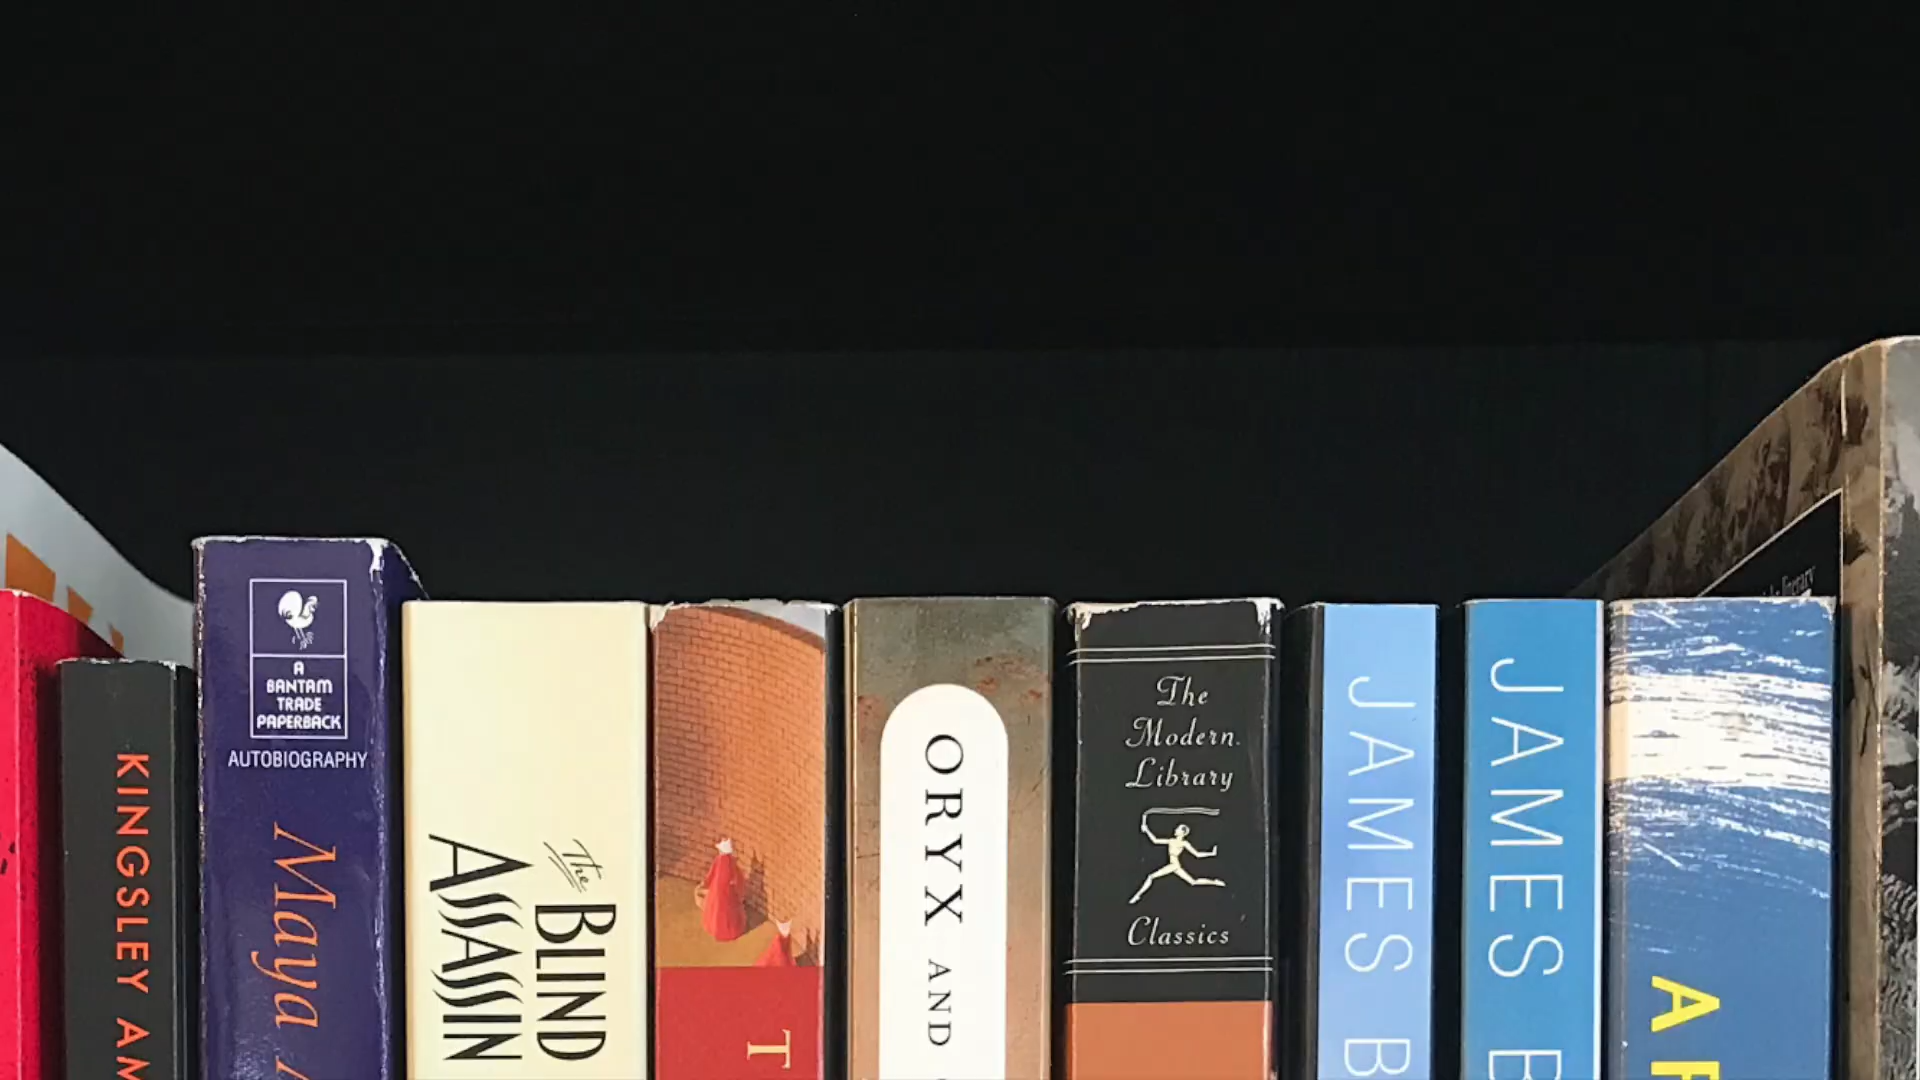 KINGSLEY AM
A
BANTAM
TRADE
PAPERBACK
AUTOBIOGRAPHY
Maya
The
BLIND
ASSASSIN
T
ORYX AND
The
Modern
Library
Classics
JAMES B
JAMES B
A